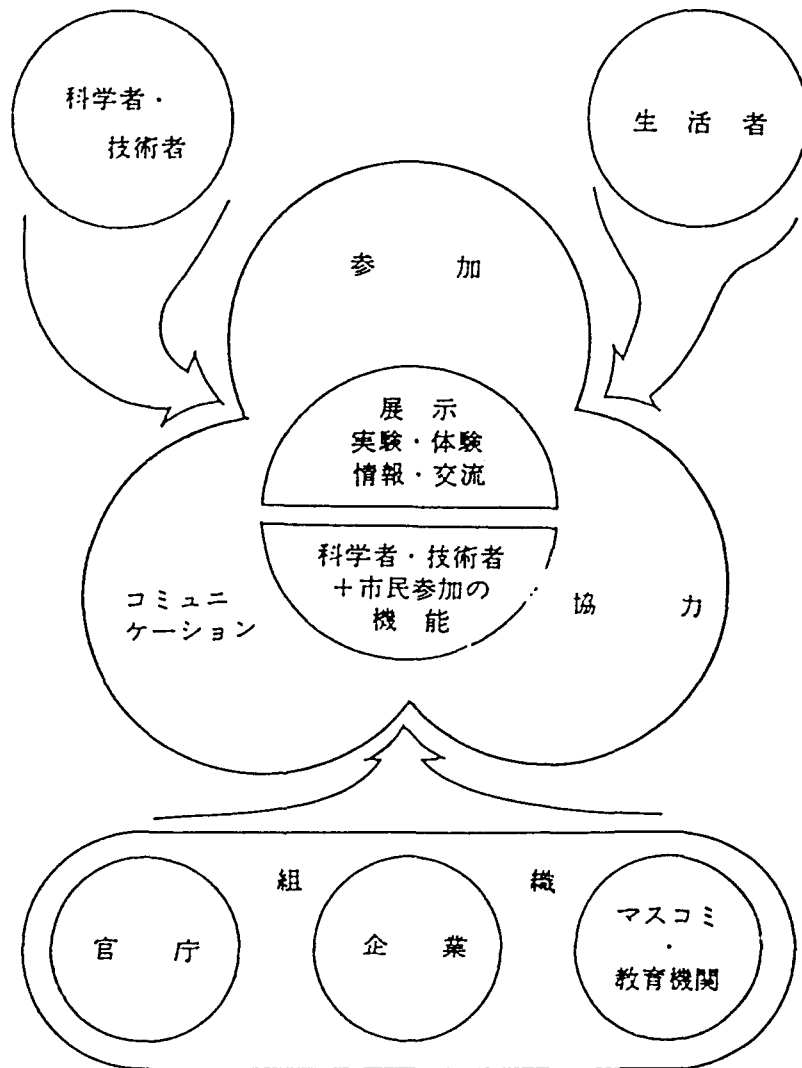 科学者・
技術者
生活者
参加
展示
実験・体験
情報・交流
科学者・技術者
＋市民参加の
機能
コミュニ
ケーション
協力
組織
官庁
企業
マスコミ
・
教育機関